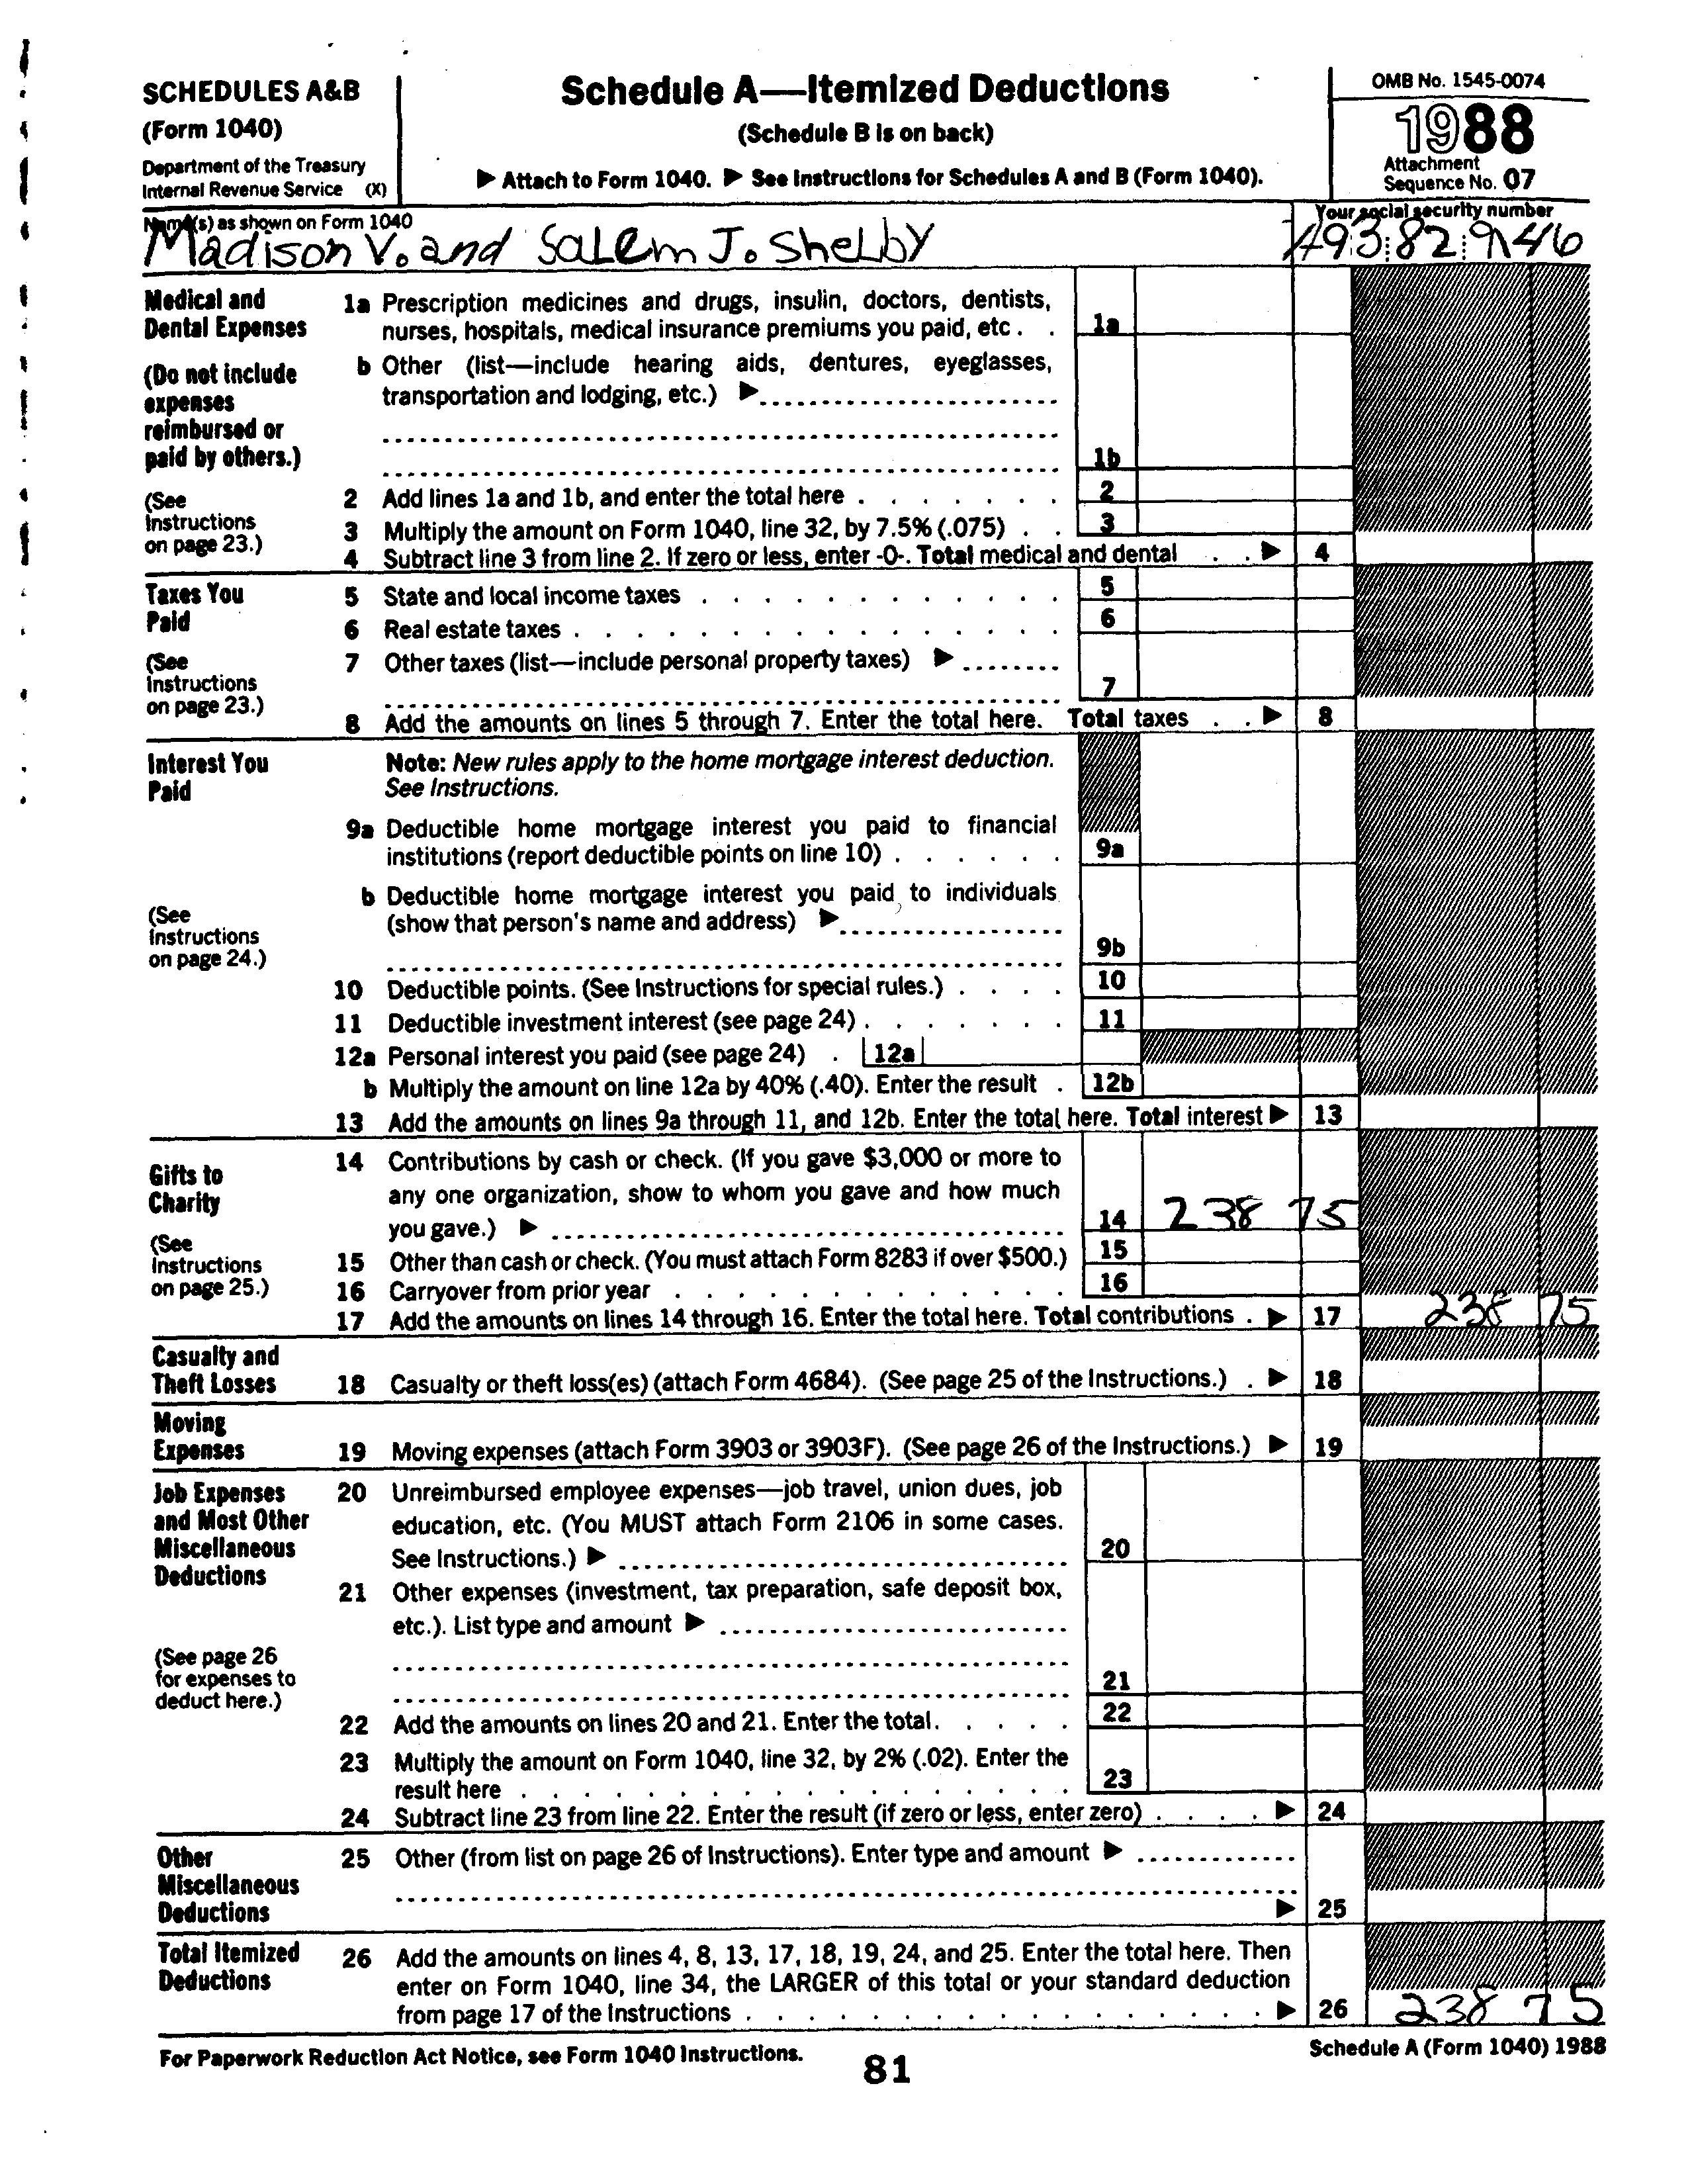 SCHEDULES A&B
(Form 1040)
Department of the Treasury
Internal Revenue Service (X)
Schedule A—Itemized Deductions
(Schedule B is on back)
▶ Attach to Form 1040. ▶ See Instructions for Schedules A and B (Form 1040).
OMB No. 1545-0074
1988
Attachment
Sequence No. 07
Name(s) as shown on Form 1040
Madison V. and Salem J. Shelby
Your social security number
Medical and
Dental Expenses
(Do not include
expenses
reimbursed or
paid by others.)
(See
Instructions
on page 23.)
1a Prescription medicines and drugs, insulin, doctors, dentists,
nurses, hospitals, medical insurance premiums you paid, etc . . 1a
b Other (list—include hearing aids, dentures, eyeglasses,
transportation and lodging, etc.) ▶
1b
2 Add lines 1a and 1b, and enter the total here . . . . . . . 2
3 Multiply the amount on Form 1040, line 32, by 7.5% (.075) . . 3
4 Subtract line 3 from line 2. If zero or less, enter -0-. Total medical and dental . . ▶ 4
Taxes You
Paid
(See
Instructions
on page 23.)
5 State and local income taxes . . . . . . . . . . . . 5
6 Real estate taxes . . . . . . . . . . . . . . . . 6
7 Other taxes (list—include personal property taxes) ▶
7
8 Add the amounts on lines 5 through 7. Enter the total here. Total taxes . . ▶ 8
Interest You
Paid
(See
Instructions
on page 24.)
Note: New rules apply to the home mortgage interest deduction.
See Instructions.
9a Deductible home mortgage interest you paid to financial
institutions (report deductible points on line 10) . . . . . . 9a
b Deductible home mortgage interest you paid to individuals
(show that person's name and address) ▶
9b
10 Deductible points. (See Instructions for special rules.) . . . . 10
11 Deductible investment interest (see page 24) . . . . . . . 11
12a Personal interest you paid (see page 24) . 12a
b Multiply the amount on line 12a by 40% (.40). Enter the result . 12b
13 Add the amounts on lines 9a through 11, and 12b. Enter the total here. Total interest ▶ 13
Gifts to
Charity
(See
Instructions
on page 25.)
14 Contributions by cash or check. (If you gave $3,000 or more to
any one organization, show to whom you gave and how much
you gave.) ▶ 14 238 75
15 Other than cash or check. (You must attach Form 8283 if over $500.) 15
16 Carryover from prior year . . . . . . . . . . . . . 16
17 Add the amounts on lines 14 through 16. Enter the total here. Total contributions . ▶ 17 238 75
Casualty and
Theft Losses
18 Casualty or theft loss(es) (attach Form 4684). (See page 25 of the Instructions.) . ▶ 18
Moving
Expenses
19 Moving expenses (attach Form 3903 or 3903F). (See page 26 of the Instructions.) ▶ 19
Job Expenses
and Most Other
Miscellaneous
Deductions
(See page 26
for expenses to
deduct here.)
20 Unreimbursed employee expenses—job travel, union dues, job
education, etc. (You MUST attach Form 2106 in some cases.
See Instructions.) ▶ 20
21 Other expenses (investment, tax preparation, safe deposit box,
etc.). List type and amount ▶
21
22 Add the amounts on lines 20 and 21. Enter the total. . . . . 22
23 Multiply the amount on Form 1040, line 32, by 2% (.02). Enter the
result here . . . . . . . . . . . . . . . . . . 23
24 Subtract line 23 from line 22. Enter the result (if zero or less, enter zero) . . . . ▶ 24
Other
Miscellaneous
Deductions
25 Other (from list on page 26 of Instructions). Enter type and amount ▶
▶ 25
Total Itemized
Deductions
26 Add the amounts on lines 4, 8, 13, 17, 18, 19, 24, and 25. Enter the total here. Then
enter on Form 1040, line 34, the LARGER of this total or your standard deduction
from page 17 of the Instructions . . . . . . . . . . . . . . . . . ▶ 26 238 75
For Paperwork Reduction Act Notice, see Form 1040 Instructions.
81
Schedule A (Form 1040) 1988